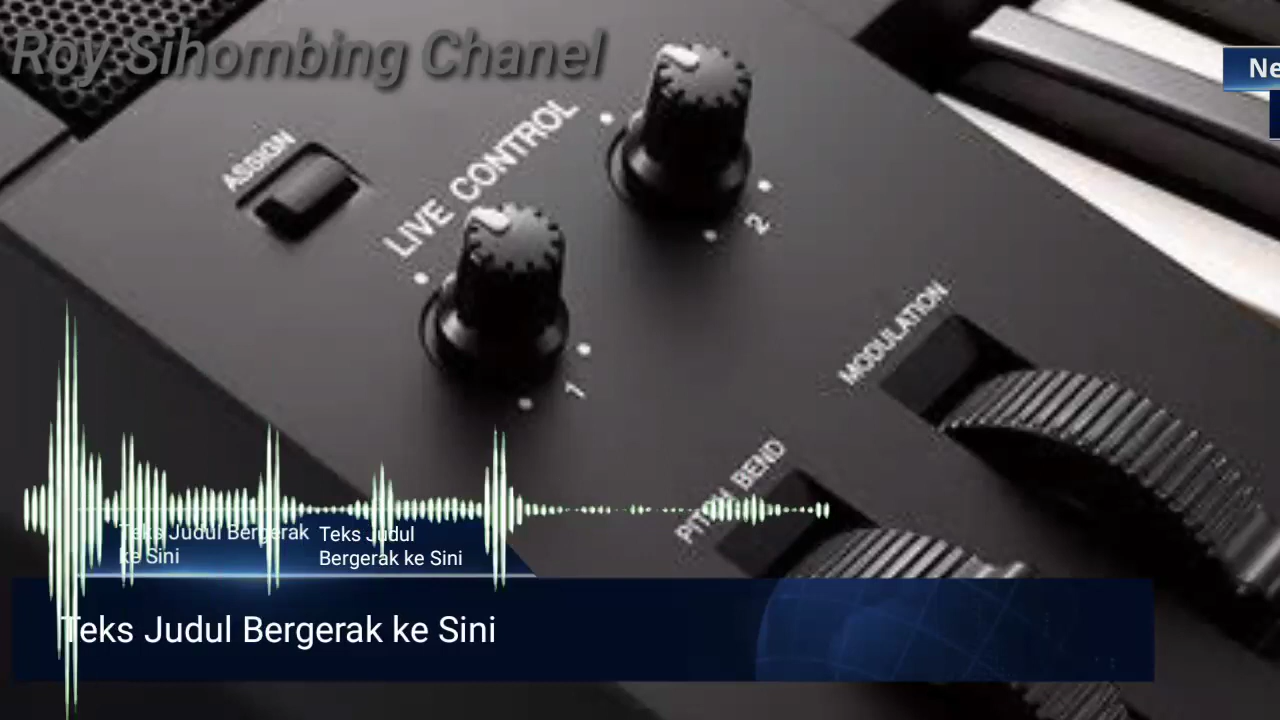 Roy Sihombing Chanel
Ne
ASSIGN
LIVE CONTROL
2
1
MODULATION
PITCH BEND
Teks Judul Bergerak
ke Sini
Teks Judul
Bergerak ke Sini
Teks Judul Bergerak ke Sini